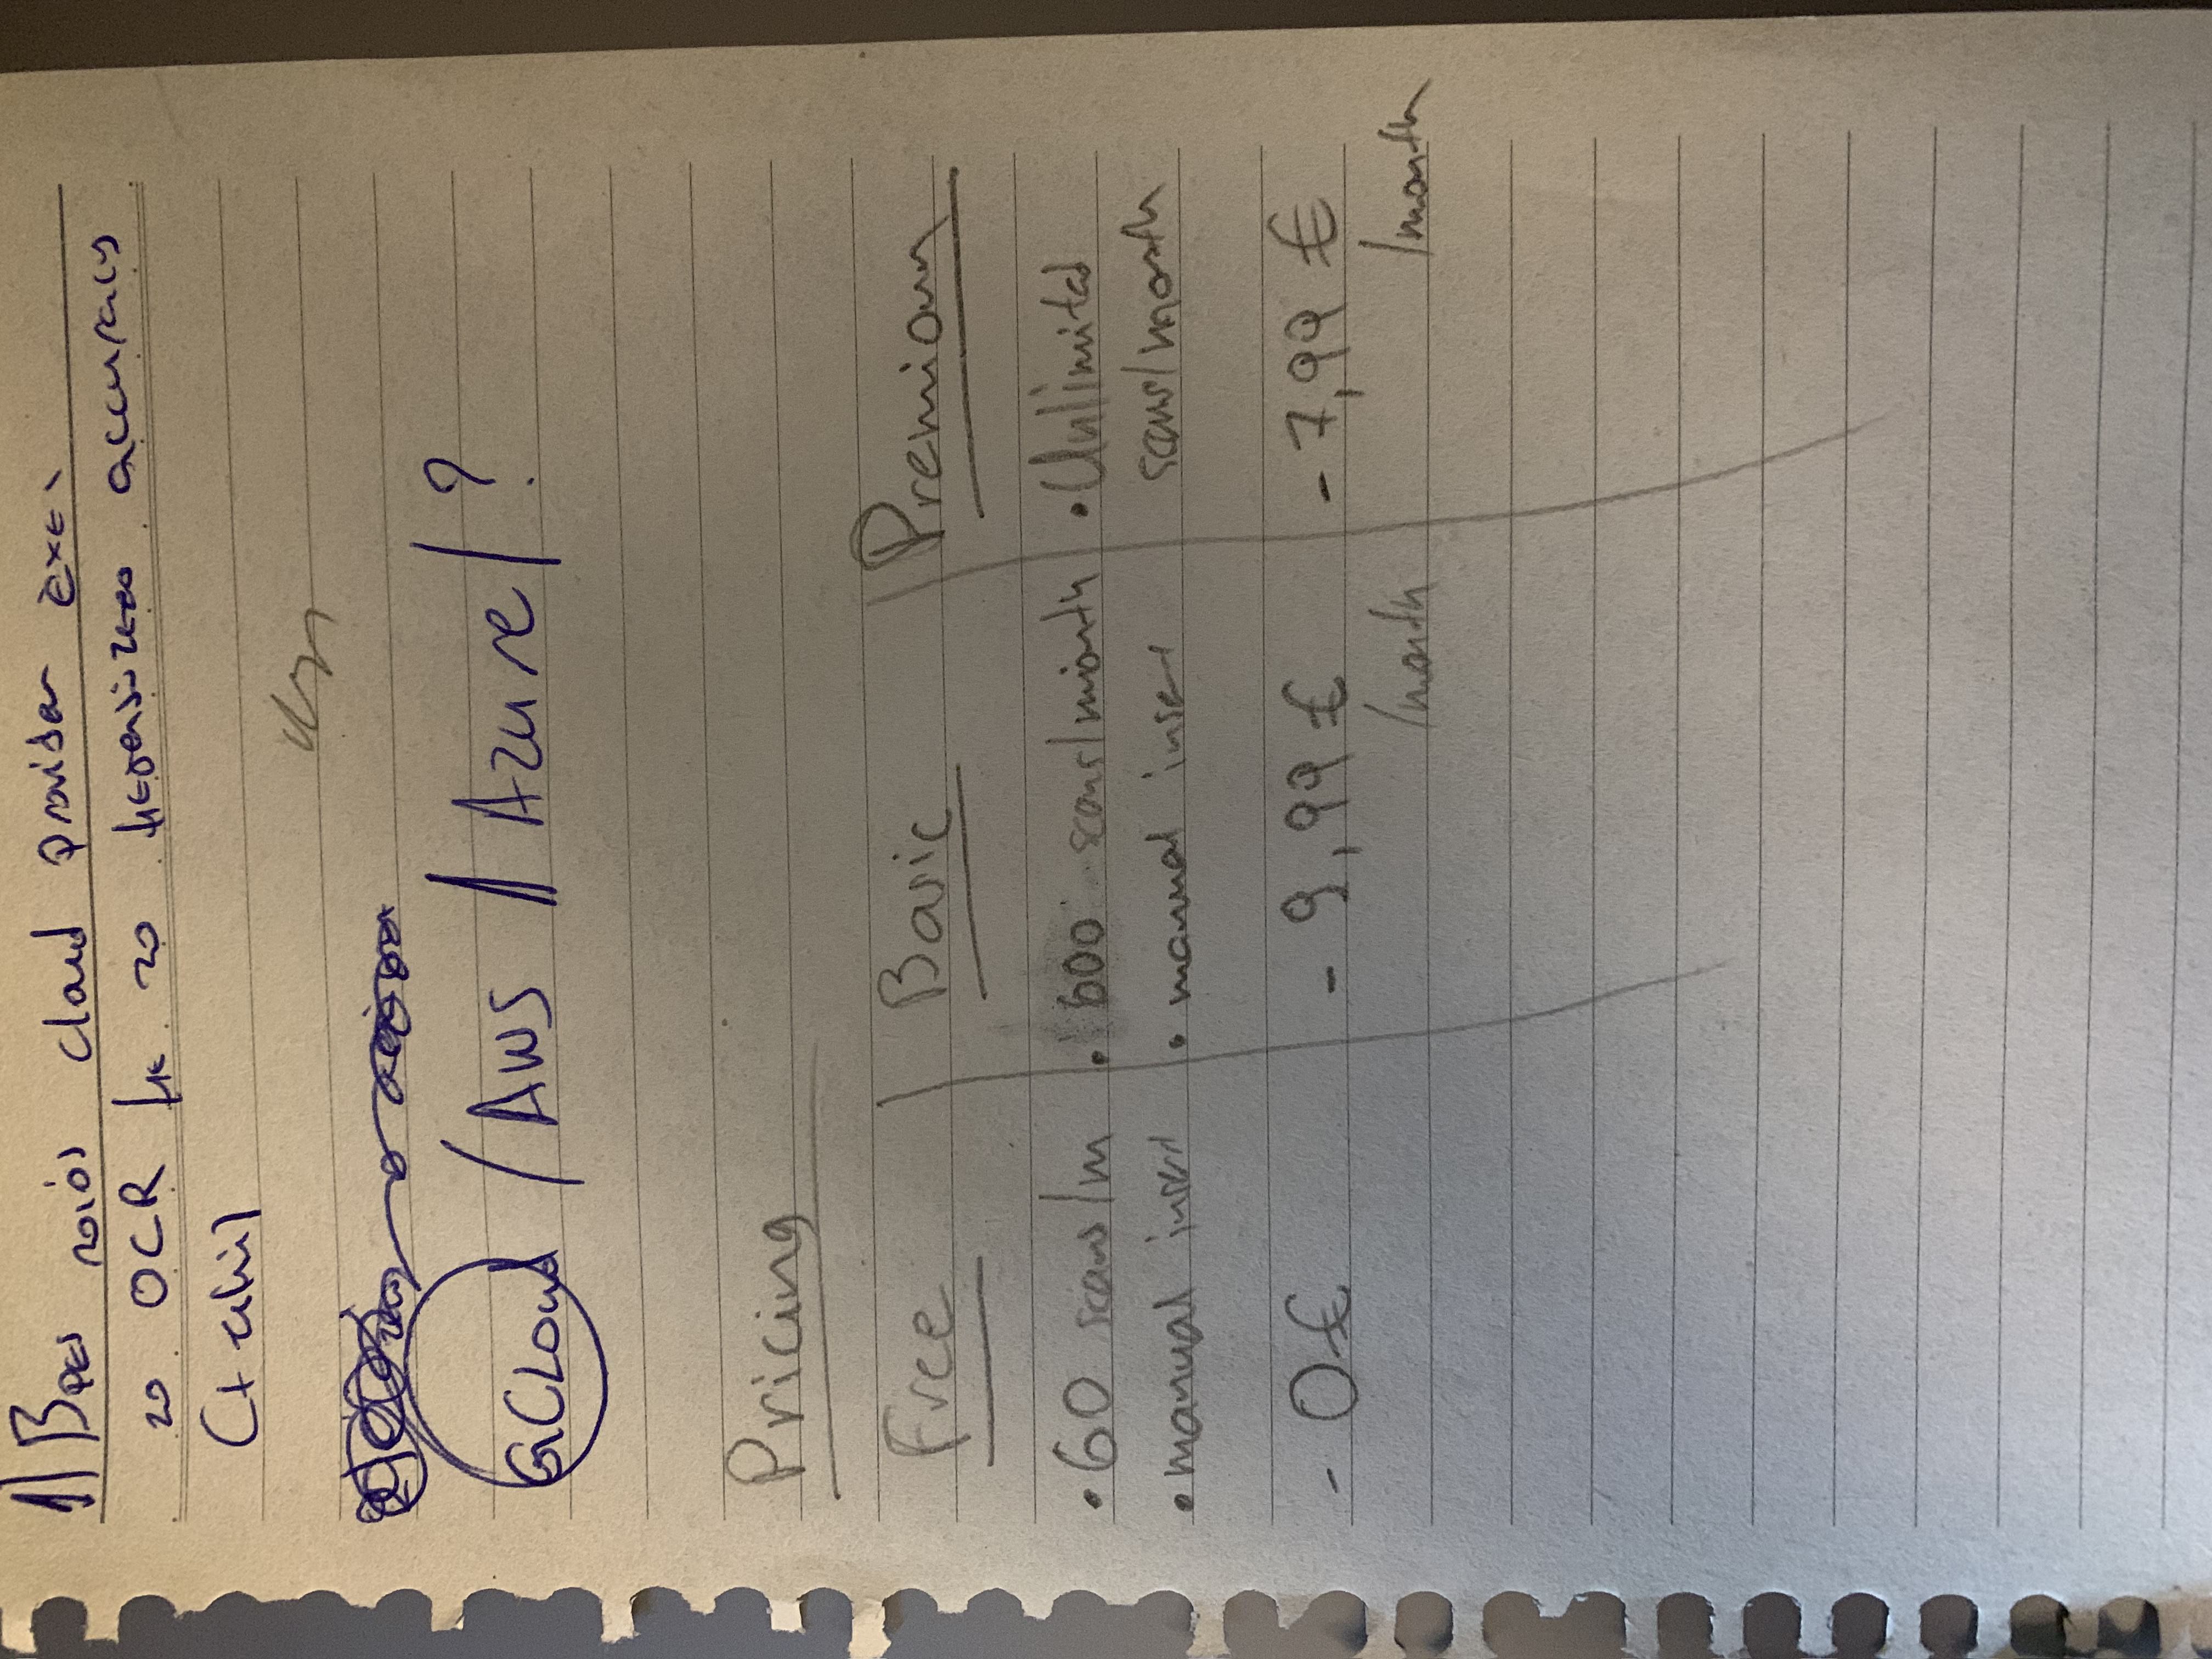 1) Βρες ποιός cloud provider έχει
το OCR με το μεγαλύτερο accuracy
(+ τιμή)
GCloud / AWS // Azure / ?
Pricing
Free Basic Premioum
• 60 scans/m • 600 scans/month • Unlimited
• manual insert • manual insert scans/month
- 0€ - 9,99 € - 7,99 €
/month /month